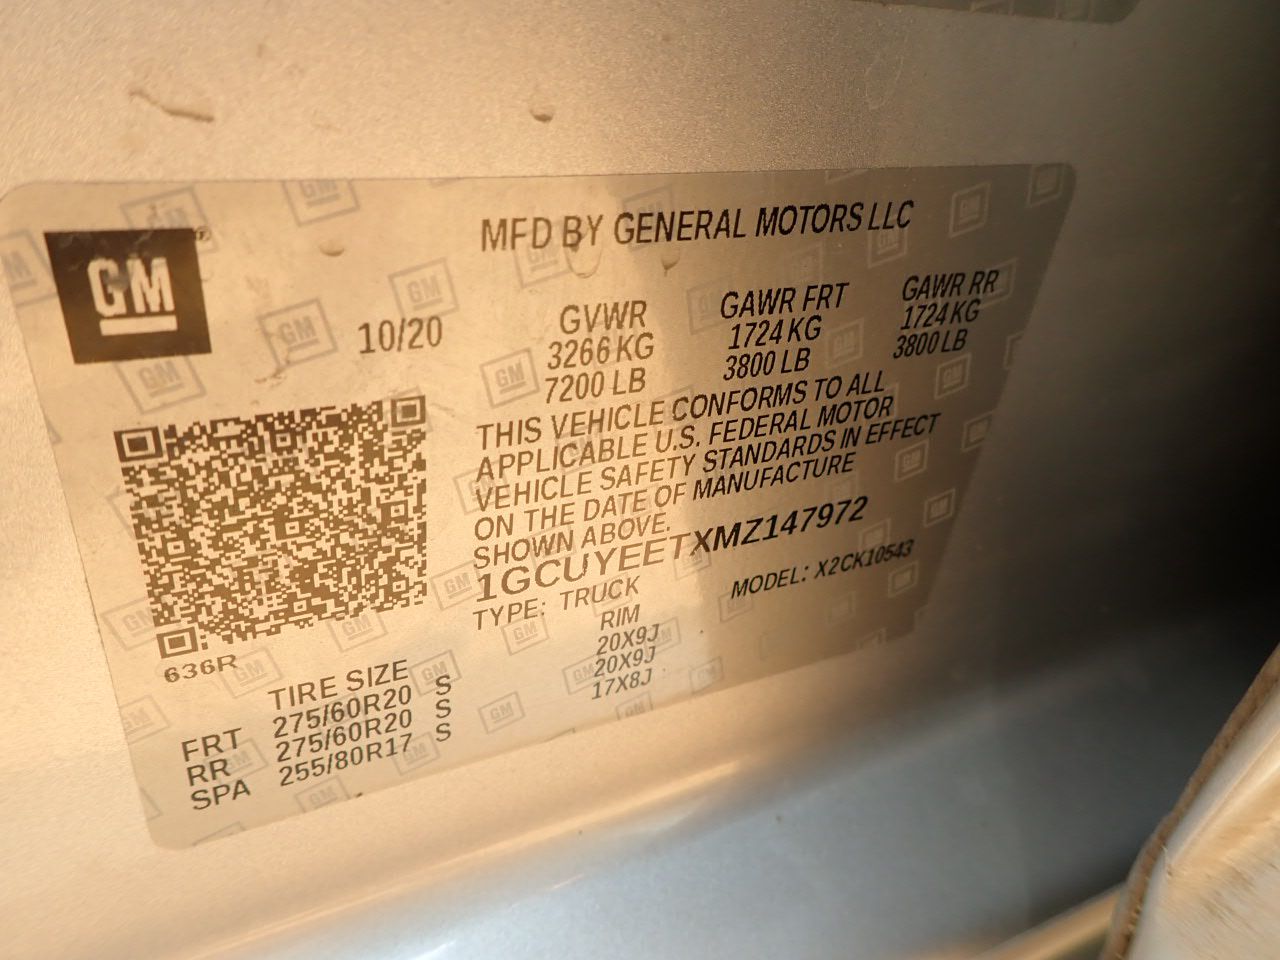 GM
MFD BY GENERAL MOTORS LLC
10/20
GVWR GAWR FRT GAWR RR
3266 KG 1724 KG 1724 KG
7200 LB 3800 LB 3800 LB
THIS VEHICLE CONFORMS TO ALL
APPLICABLE U.S. FEDERAL MOTOR
VEHICLE SAFETY STANDARDS IN EFFECT
ON THE DATE OF MANUFACTURE
SHOWN ABOVE.
1GCUYEETXMZ147972
TYPE: TRUCK MODEL: X2CK10543
636R
TIRE SIZE RIM
FRT 275/60R20 S 20X9J
RR 275/60R20 S 20X9J
SPA 255/80R17 S 17X8J